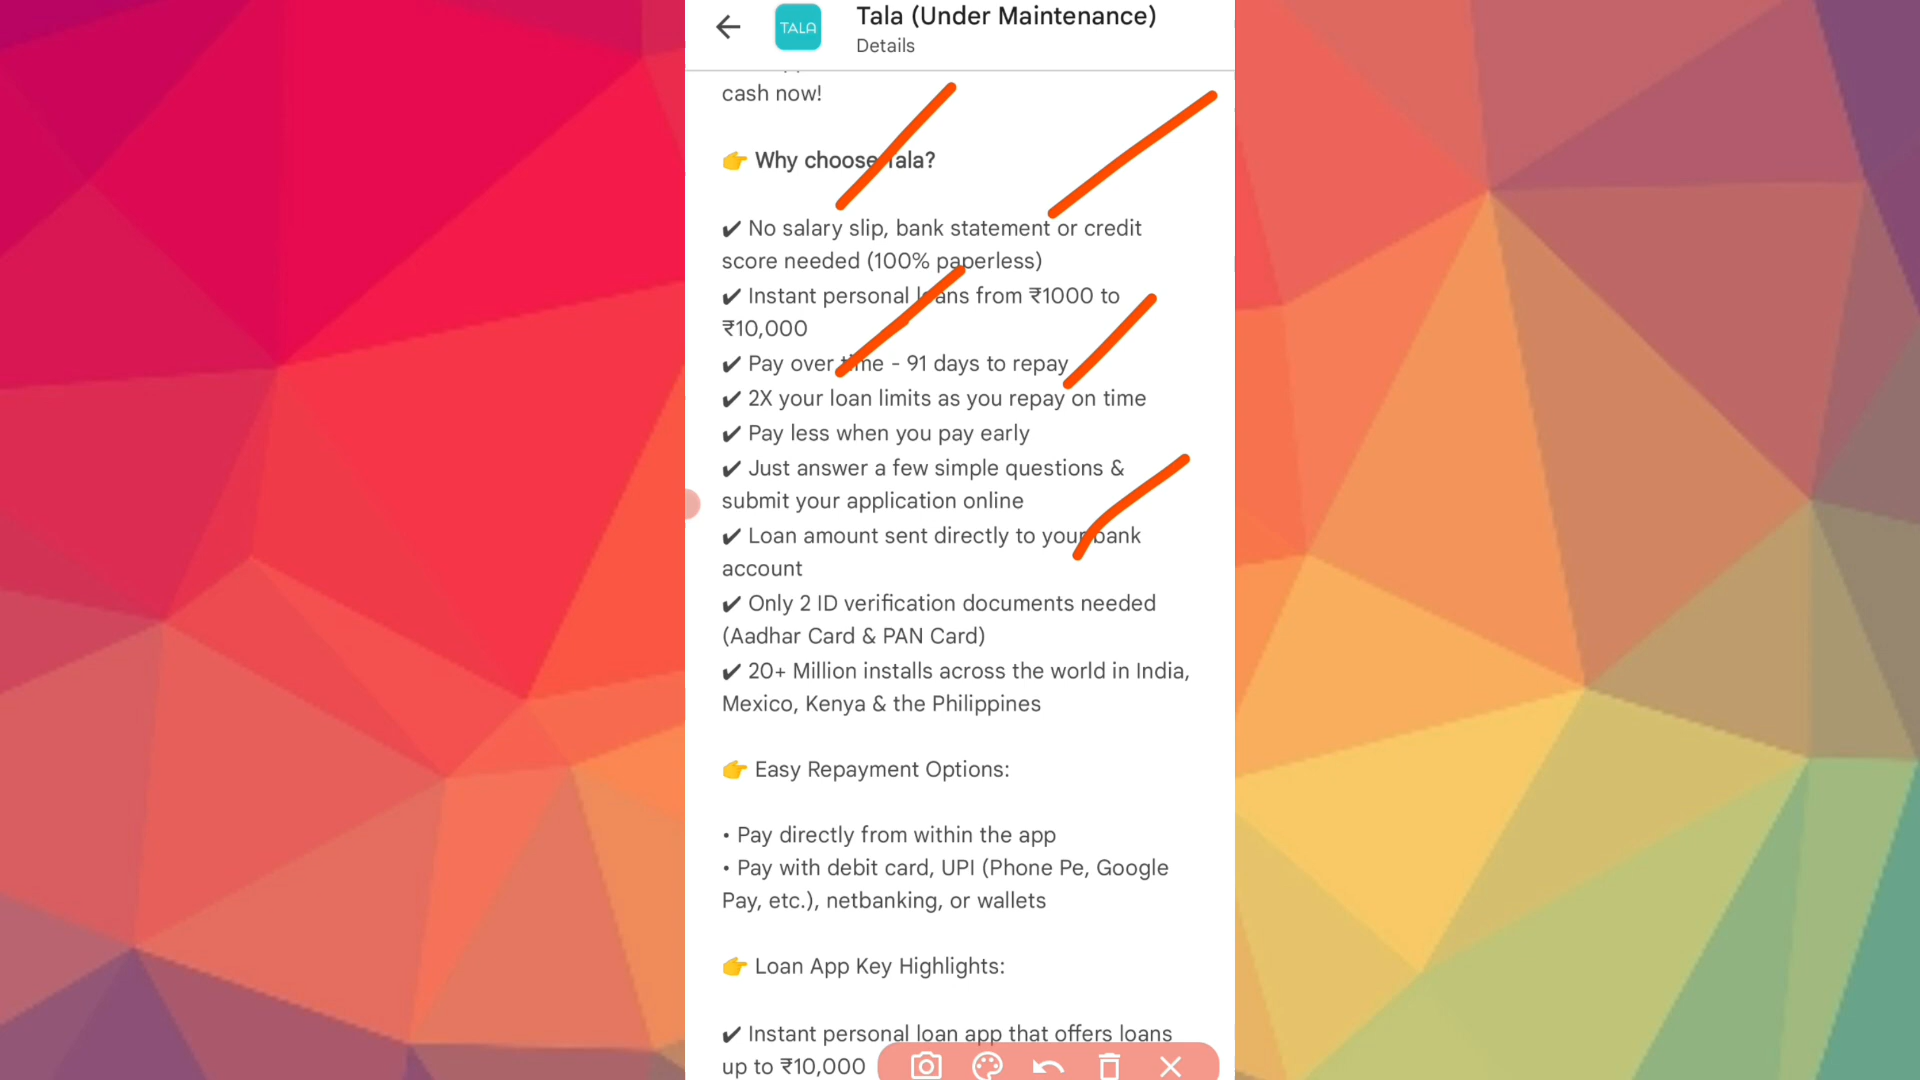 Tala (Under Maintenance)
TALA
Details
cash now!
👉 Why choose Tala?
✔ No salary slip, bank statement or credit
score needed (100% paperless)
✔ Instant personal loans from ₹1000 to
₹10,000
✔ Pay over time - 91 days to repay
✔ 2X your loan limits as you repay on time
✔ Pay less when you pay early
✔ Just answer a few simple questions &
submit your application online
✔ Loan amount sent directly to your bank
account
✔ Only 2 ID verification documents needed
(Aadhar Card & PAN Card)
✔ 20+ Million installs across the world in India,
Mexico, Kenya & the Philippines
👉 Easy Repayment Options:
• Pay directly from within the app
• Pay with debit card, UPI (Phone Pe, Google
Pay, etc.), netbanking, or wallets
👉 Loan App Key Highlights:
✔ Instant personal loan app that offers loans
up to ₹10,000